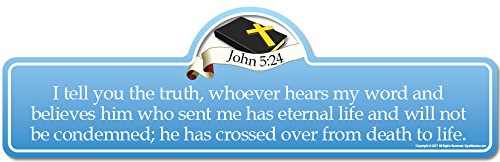 John 5:24
I tell you the truth, whoever hears my word and
believes him who sent me has eternal life and will not
be condemned; he has crossed over from death to life.